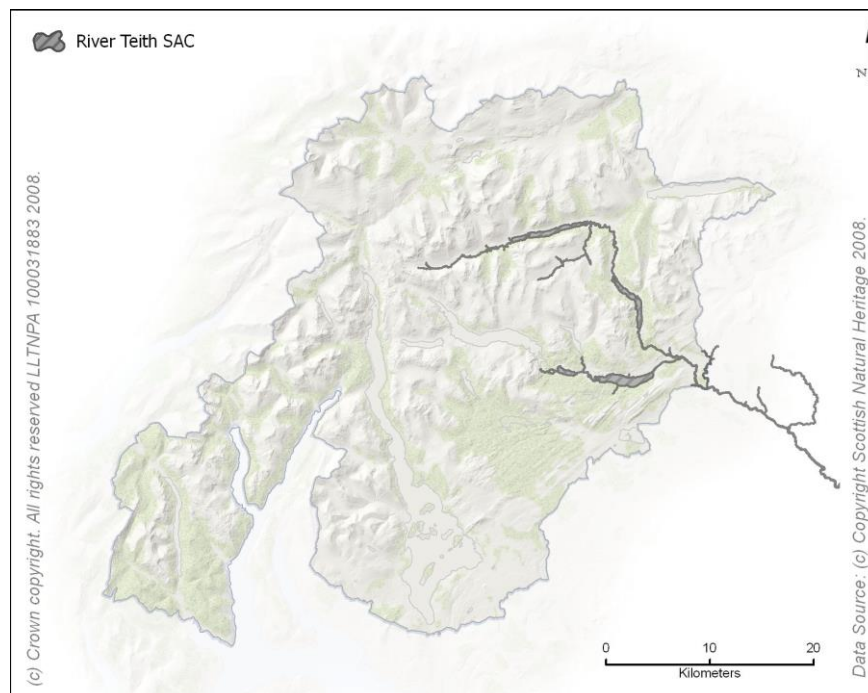 River Teith SAC
z
(c) Crown copyright. All rights reserved LLTNPA 100031883 2008.
Data Source: (c) Copyright Scottish Natural Heritage 2008.
0 10 20
Kilometers